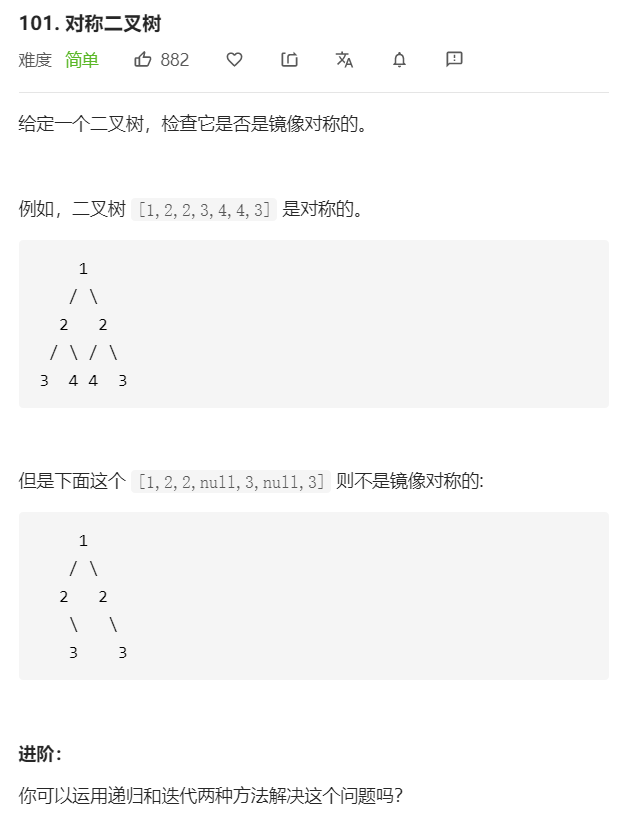 101. 对称二叉树
难度 简单 882
给定一个二叉树，检查它是否是镜像对称的。
例如，二叉树 [1,2,2,3,4,4,3] 是对称的。
1
/ \
2 2
/ \ / \
3 4 4 3
但是下面这个 [1,2,2,null,3,null,3] 则不是镜像对称的:
1
/ \
2 2
\ \
3 3
进阶：
你可以运用递归和迭代两种方法解决这个问题吗？